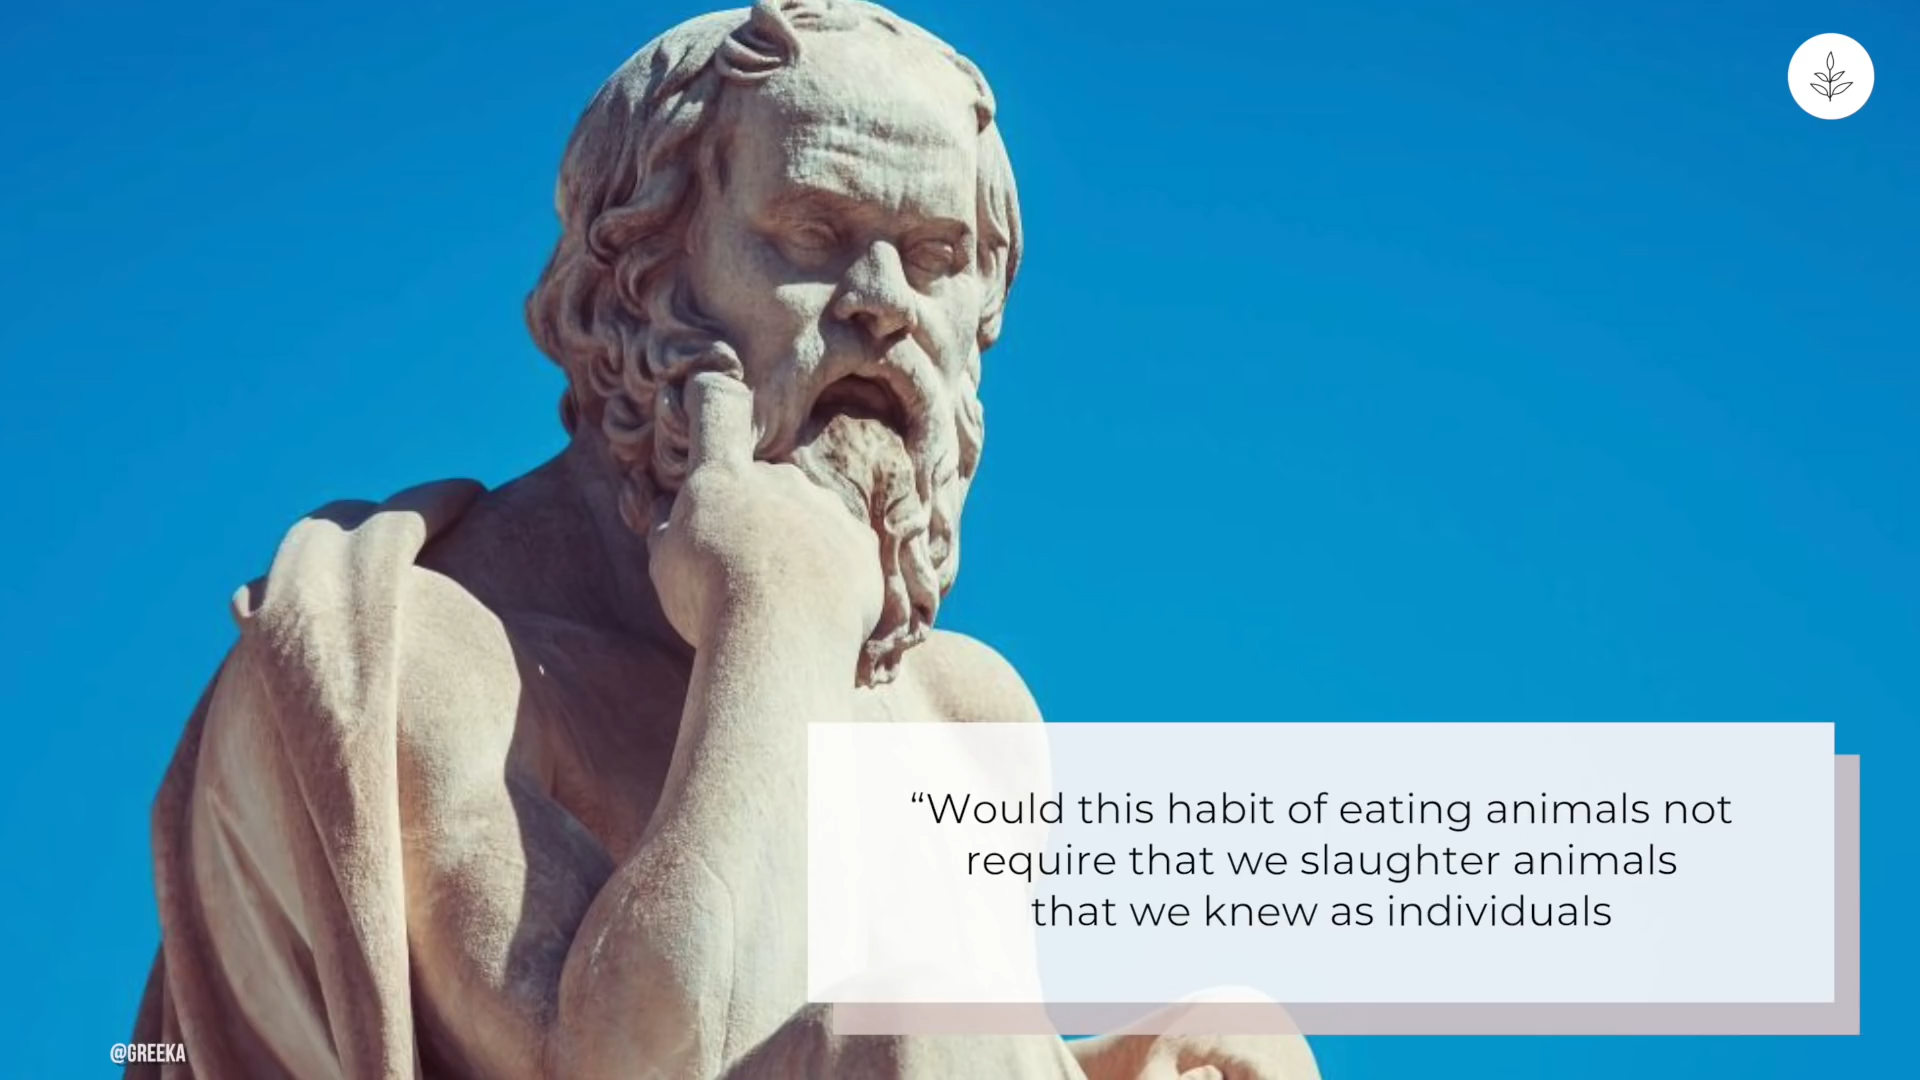 “Would this habit of eating animals not
require that we slaughter animals
that we knew as individuals
@GREEKA